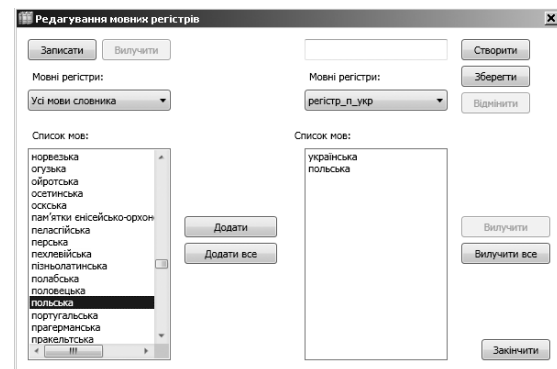 Редагування мовних регістрів
Записати
Вилучити
Створити
Мовні регістри:
Мовні регістри:
Зберегти
Усі мови словника
регістр_п_укр
Відмінити
Список мов:
Список мов:
норвезька
огузька
ойротська
осетинська
оскська
пам'ятки єнісейсько-орхон
пеласгійська
перська
пехлевійська
пізньолатинська
полабська
половецька
польська
португальська
прагерманська
пракельтська
Додати
Додати все
українська
польська
Вилучити
Вилучити все
Закінчити